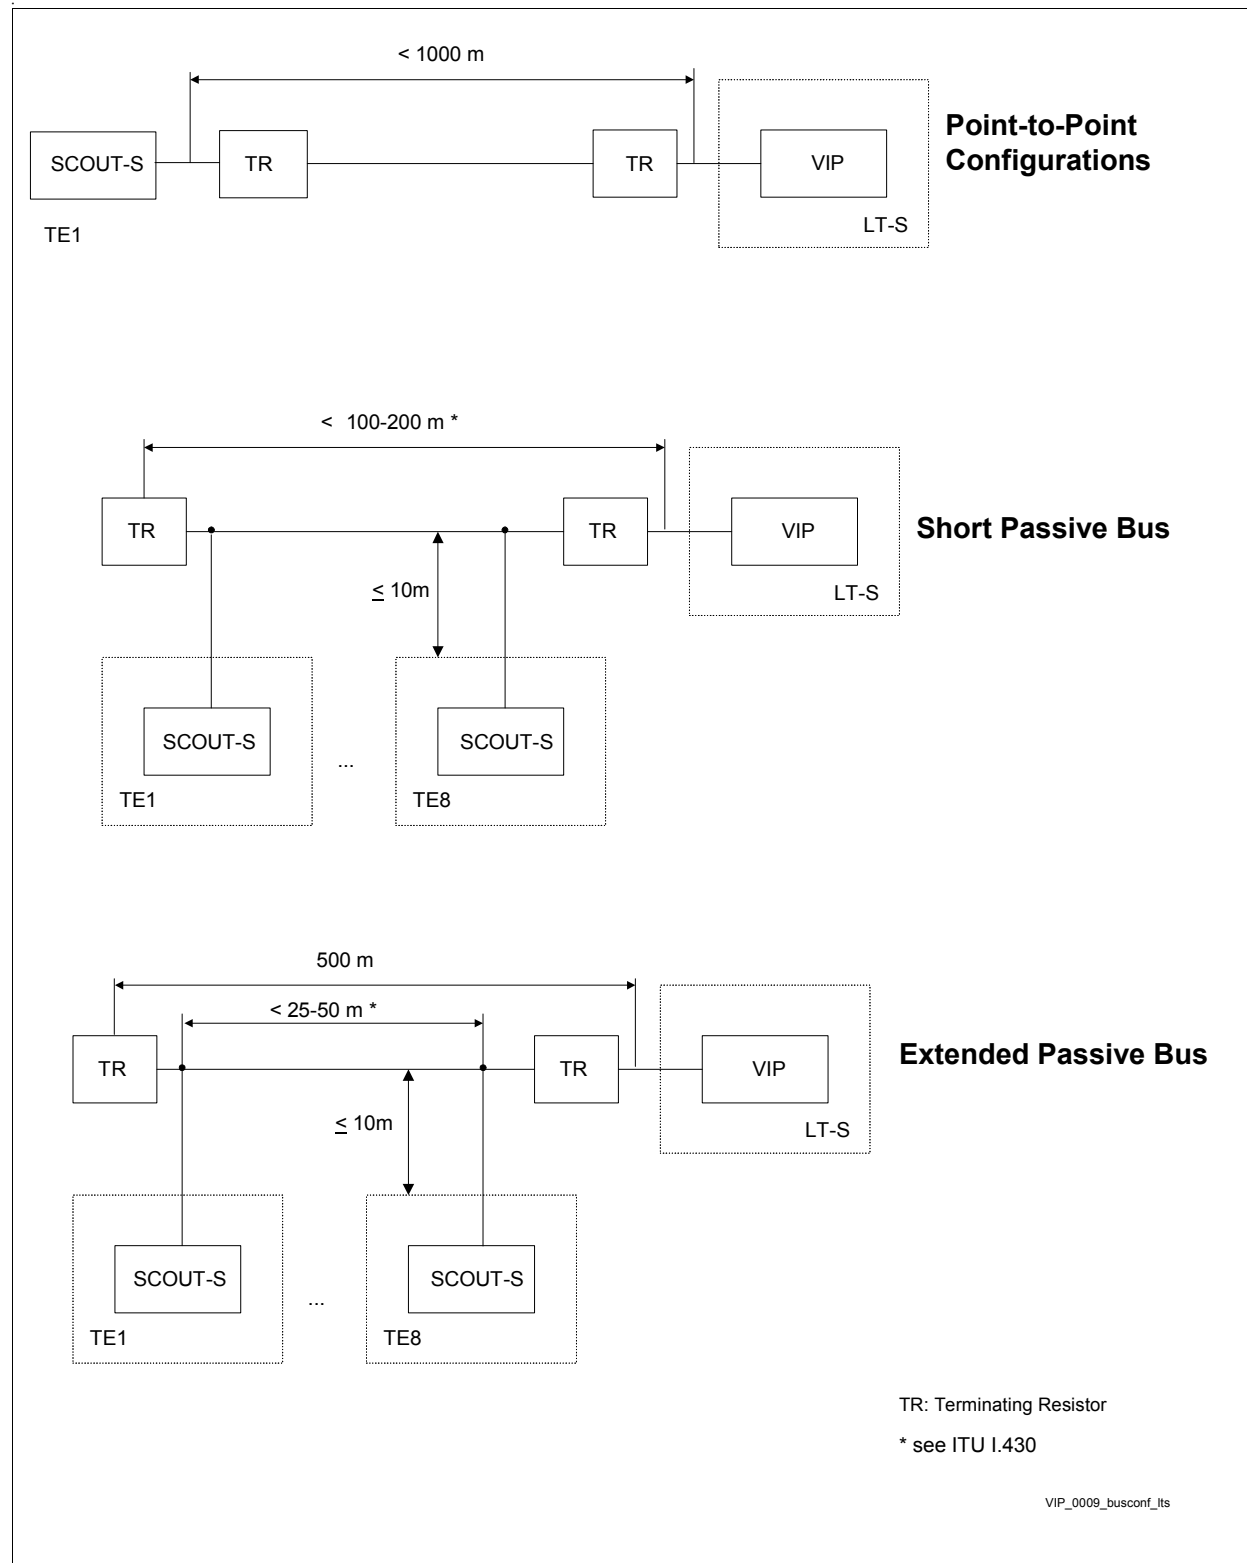 < 1000 m
Point-to-Point
Configurations
SCOUT-S
TR
TR
VIP
TE1
LT-S
< 100-200 m *
TR
TR
VIP
Short Passive Bus
≤ 10m
LT-S
SCOUT-S
...
SCOUT-S
TE1
TE8
500 m
< 25-50 m *
TR
TR
VIP
Extended Passive Bus
≤ 10m
LT-S
SCOUT-S
...
SCOUT-S
TE1
TE8
TR: Terminating Resistor
* see ITU I.430
VIP_0009_busconf_lts